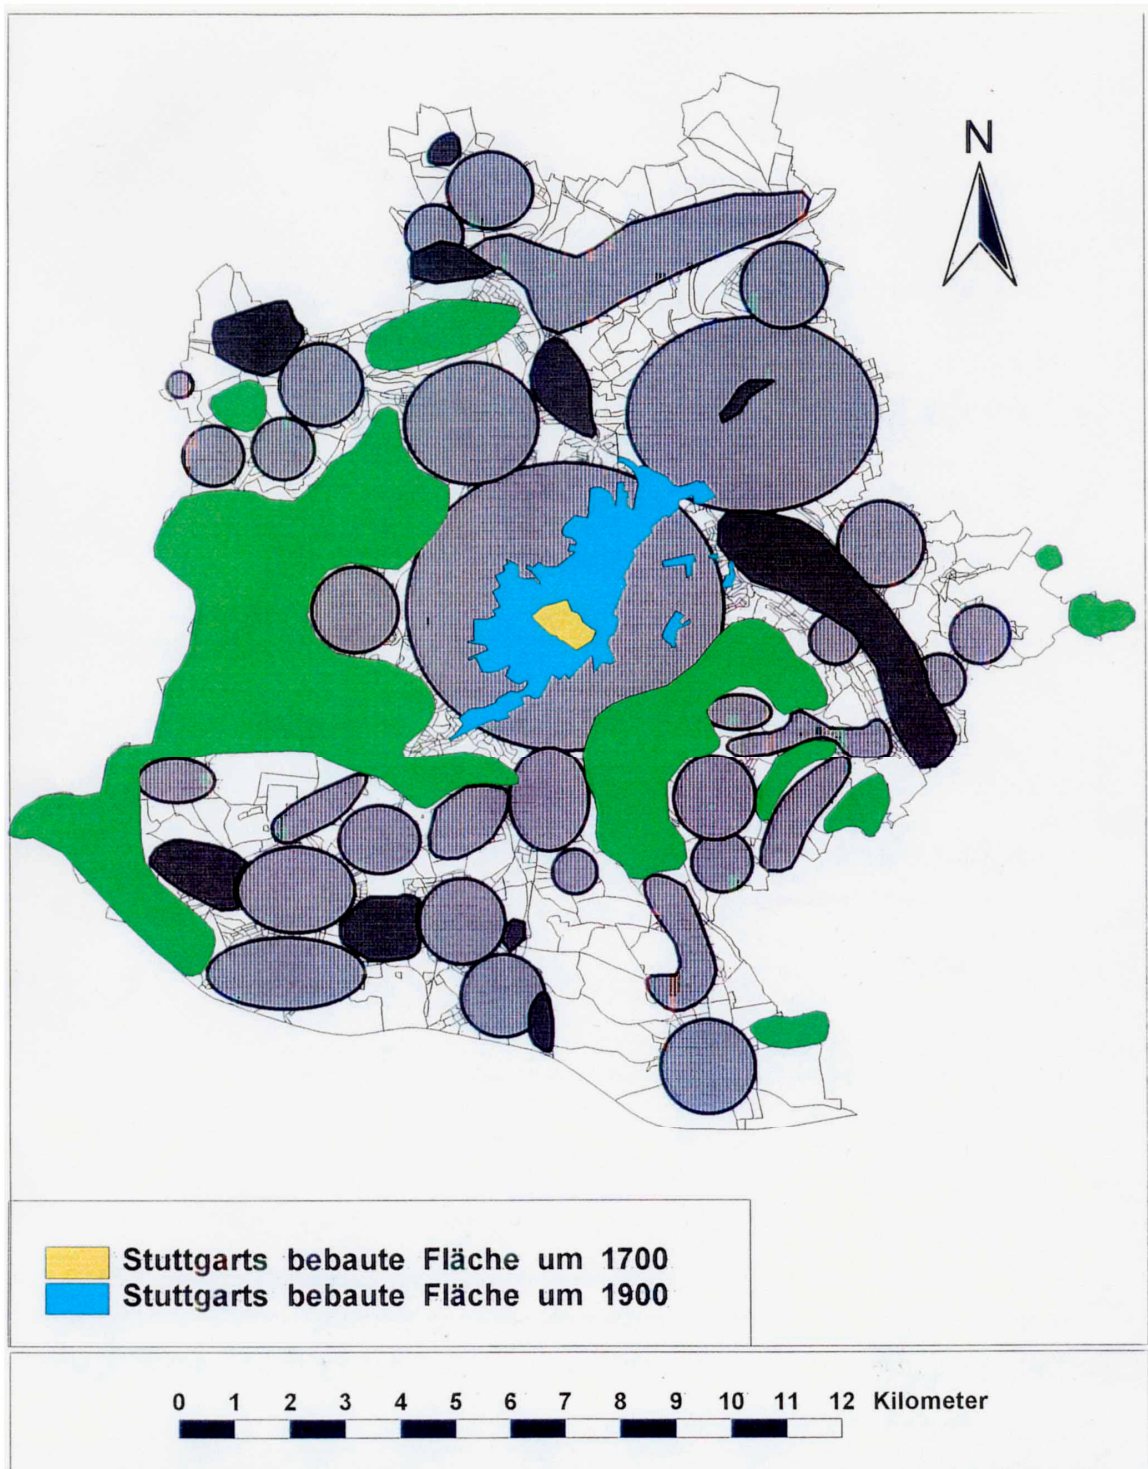 N
Stuttgarts bebaute Fläche um 1700
Stuttgarts bebaute Fläche um 1900
0 1 2 3 4 5 6 7 8 9 10 11 12 Kilometer